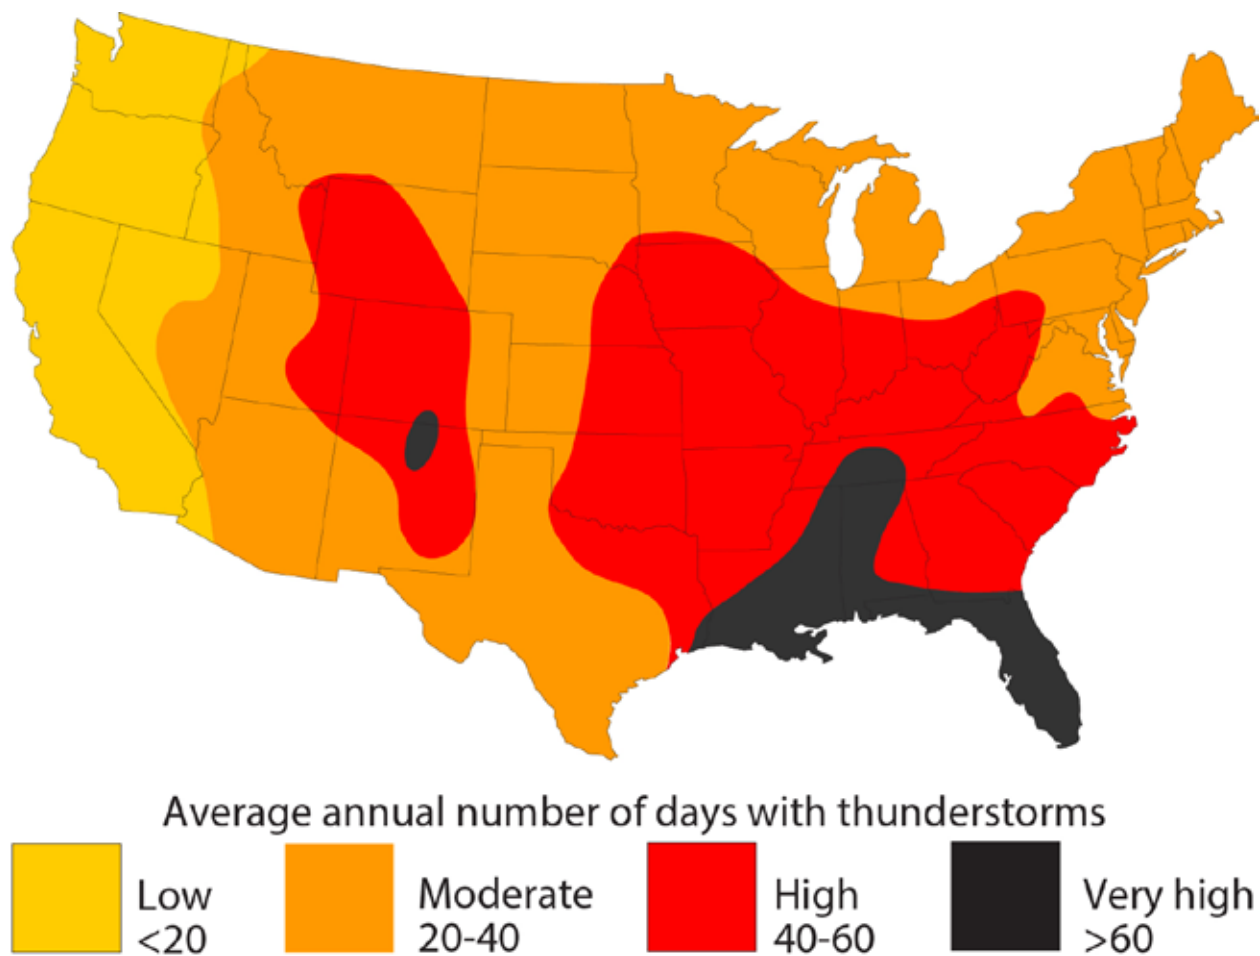 Average annual number of days with thunderstorms
Low
<20
Moderate
20-40
High
40-60
Very high
>60